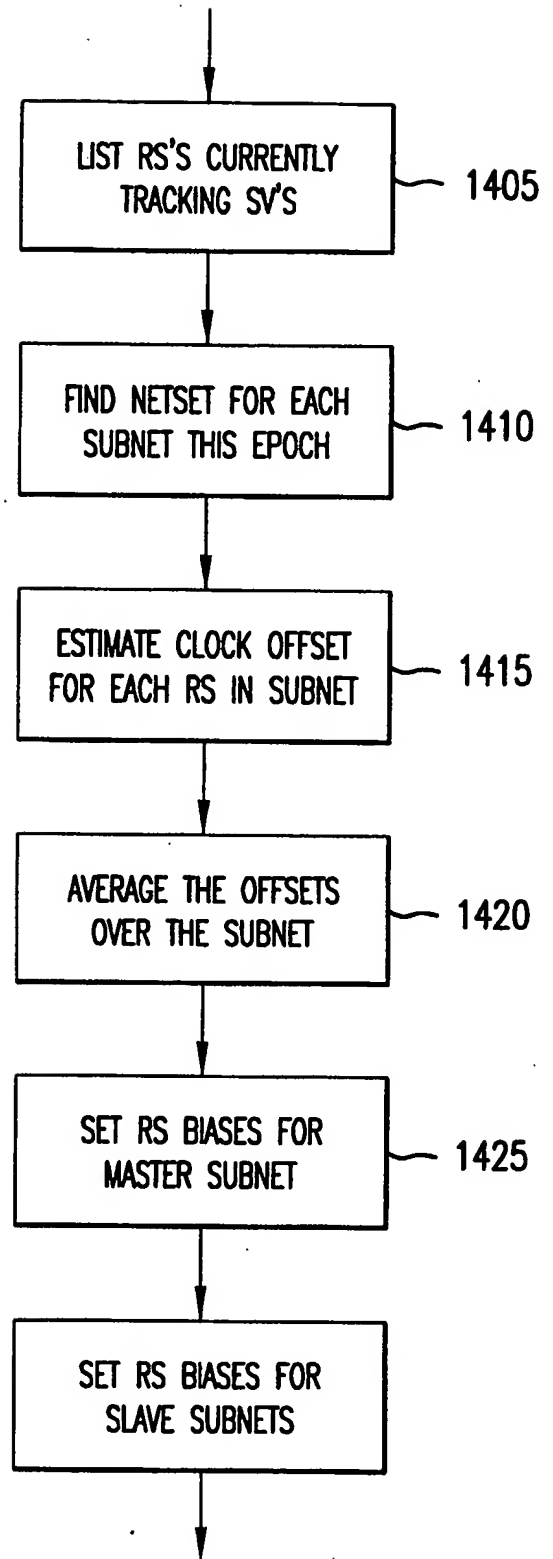 LIST RS'S CURRENTLY
TRACKING SV'S
1405
FIND NETSET FOR EACH
SUBNET THIS EPOCH
1410
ESTIMATE CLOCK OFFSET
FOR EACH RS IN SUBNET
1415
AVERAGE THE OFFSETS
OVER THE SUBNET
1420
SET RS BIASES FOR
MASTER SUBNET
1425
SET RS BIASES FOR
SLAVE SUBNETS